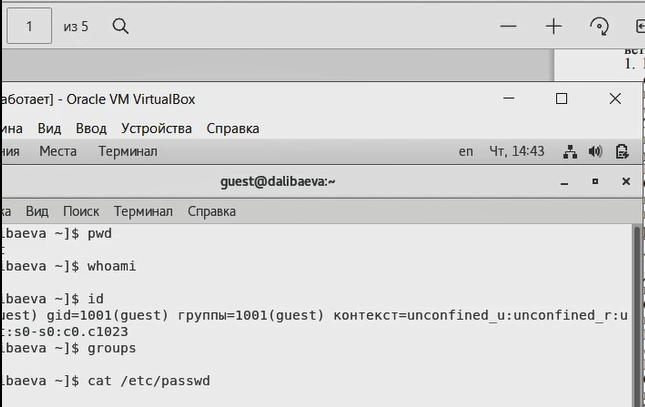 1 из 5
1.
аботает] - Oracle VM VirtualBox
ина Вид Ввод Устройства Справка
ния Места Терминал en Чт, 14:43
guest@dalibaeva:~
ка Вид Поиск Терминал Справка
ibaeva ~]$ pwd
ibaeva ~]$ whoami
ibaeva ~]$ id
uest) gid=1001(guest) группы=1001(guest) контекст=unconfined_u:unconfined_r:u
t:s0-s0:c0.c1023
ibaeva ~]$ groups
ibaeva ~]$ cat /etc/passwd